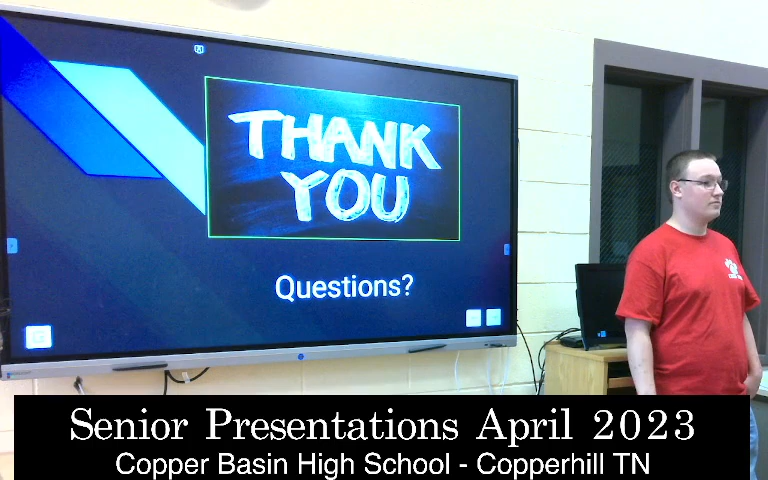 THANK
YOU
Questions?
Senior Presentations April 2023
Copper Basin High School - Copperhill TN